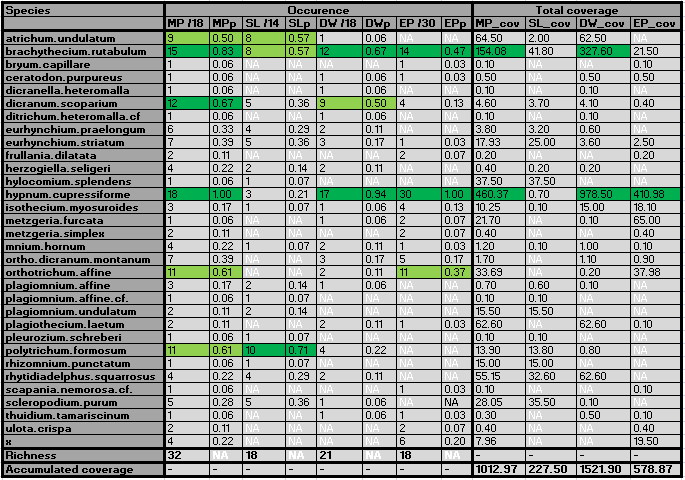 Species Occurence Total coverage
MP /18 MPp SL /14 SLp DW /18 DWp EP /30 EPp MP_cov SL_cov DW_cov EP_cov
atrichum.undulatum 9 0.50 8 0.57 1 0.06 NA NA 64.50 2.00 62.50 NA
brachythecium.rutabulum 15 0.83 8 0.57 12 0.67 14 0.47 154.08 41.80 327.60 21.50
bryum.capillare 1 0.06 NA NA NA NA 1 0.03 0.10 NA NA 0.10
ceratodon.purpureus 1 0.06 NA NA 1 0.06 1 0.03 0.50 NA 0.50 0.50
dicranella.heteromalla 1 0.06 NA NA 1 0.06 NA NA 0.10 NA 0.10 NA
dicranum.scoparium 12 0.67 5 0.36 9 0.50 4 0.13 4.60 3.70 4.10 0.40
ditrichum.heteromalla.cf 1 0.06 NA NA 1 0.06 NA NA 0.10 NA 0.10 NA
eurhynchium.praelongum 6 0.33 4 0.29 2 0.11 NA NA 3.80 3.20 0.60 NA
eurhynchium.striatum 7 0.39 5 0.36 3 0.17 1 0.03 17.93 25.00 3.60 2.50
frullania.dilatata 2 0.11 NA NA NA NA 2 0.07 0.20 NA NA 0.20
herzogiella.seligeri 4 0.22 2 0.14 2 0.11 NA NA 0.40 0.20 0.20 NA
hylocomium.splendens 1 0.06 1 0.07 NA NA NA NA 37.50 37.50 NA NA
hypnum.cupressiforme 18 1.00 3 0.21 17 0.94 30 1.00 460.37 0.70 978.50 410.98
isothecium.myosuroides 3 0.17 1 0.07 1 0.06 2 0.07 10.25 0.10 15.00 18.10
metzgeria.furcata 1 0.06 NA NA 1 0.06 2 0.07 21.70 NA 0.10 65.00
metzgeria.simplex 2 0.11 NA NA NA NA 2 0.07 0.40 NA NA 0.40
mnium.hornum 4 0.22 1 0.07 2 0.11 1 0.03 1.20 0.10 1.00 0.10
ortho.dicranum.montanum 7 0.39 NA NA 3 0.17 5 0.17 1.70 NA 1.10 0.90
orthotrichum.affine 11 0.61 NA NA 2 0.11 11 0.37 33.69 NA 0.20 37.98
plagiomnium.affine 3 0.17 2 0.14 1 0.06 NA NA 0.70 0.60 0.10 NA
plagiomnium.affine.cf. 1 0.06 1 0.07 NA NA NA NA 0.10 0.10 NA NA
plagiomnium.undulatum 2 0.11 2 0.14 NA NA NA NA 15.50 15.50 NA NA
plagiothecium.laetum 2 0.11 NA NA 2 0.11 1 0.03 62.60 NA 62.60 0.10
pleurozium.schreberi 1 0.06 1 0.07 NA NA NA NA 0.10 0.10 NA NA
polytrichum.formosum 11 0.61 10 0.71 4 0.22 NA NA 13.90 13.80 0.80 NA
rhizomnium.punctatum 1 0.06 1 0.07 NA NA NA NA 15.00 15.00 NA NA
rhytidiadelphus.squarrosus 4 0.22 4 0.29 2 0.11 NA NA 55.15 32.60 62.60 NA
scapania.nemorosa.cf. 1 0.06 NA NA NA NA 1 0.03 0.10 NA NA 0.10
scleropodium.purum 5 0.28 5 0.36 1 0.06 NA NA 28.05 35.50 0.10 NA
thuidium.tamariscinum 1 0.06 NA NA 1 0.06 1 0.03 0.30 NA 0.50 0.10
ulota.crispa 2 0.11 NA NA NA NA 2 0.07 0.40 NA NA 0.40
x 4 0.22 NA NA NA NA 6 0.20 7.96 NA NA 19.50
Richness 32 NA 18 NA 21 NA 18 NA – – – –
Accumulated coverage – – – – – – – – 1012.97 227.50 1521.90 578.87